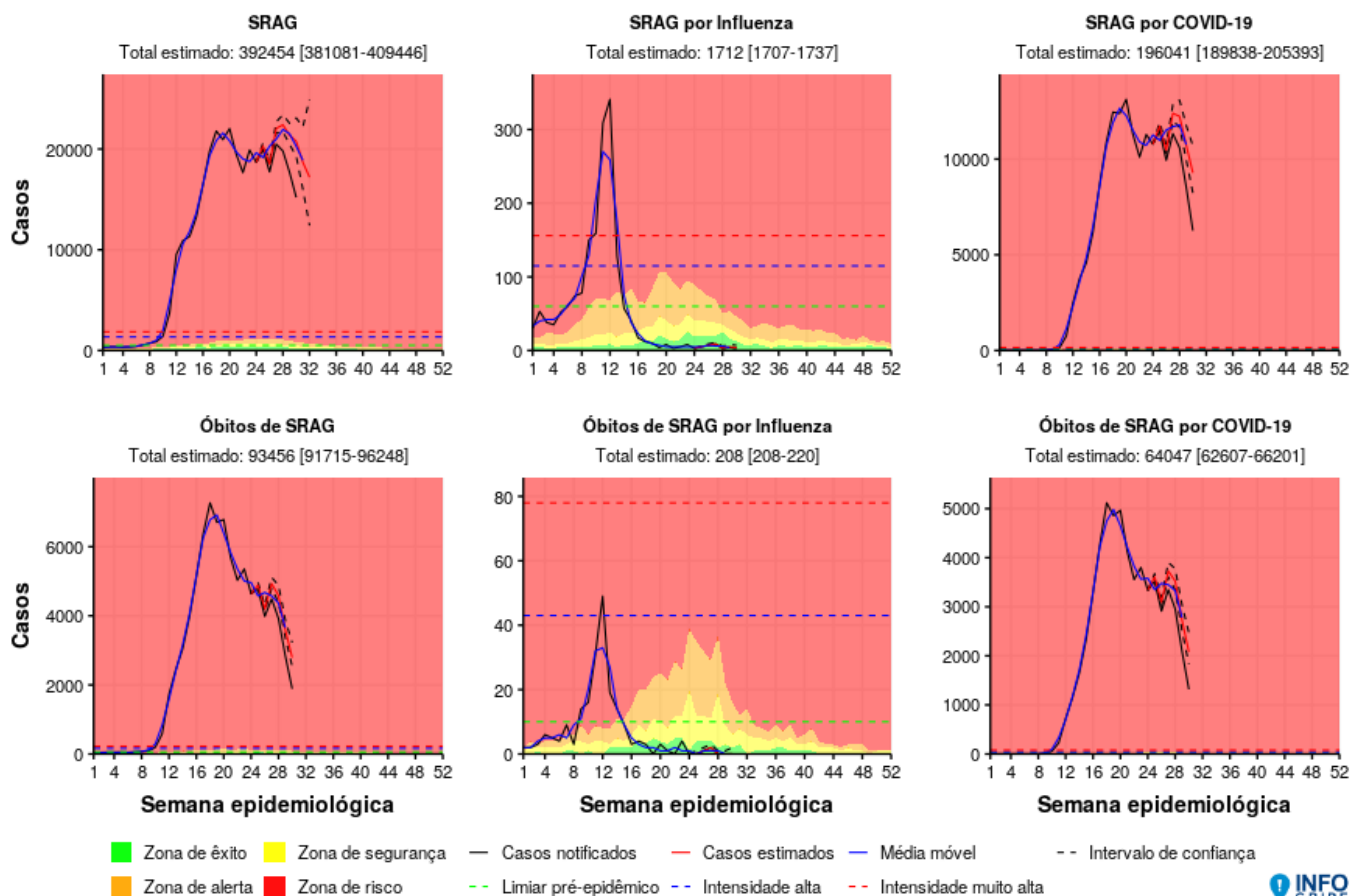 SRAG
Total estimado: 392454 [381081-409446]
Casos
20000
10000
0
1 4 8 12 16 20 24 28 32 36 40 44 48 52
SRAG por Influenza
Total estimado: 1712 [1707-1737]
300
200
100
0
1 4 8 12 16 20 24 28 32 36 40 44 48 52
SRAG por COVID-19
Total estimado: 196041 [189838-205393]
10000
5000
0
1 4 8 12 16 20 24 28 32 36 40 44 48 52
Óbitos de SRAG
Total estimado: 93456 [91715-96248]
Casos
6000
4000
2000
0
1 4 8 12 16 20 24 28 32 36 40 44 48 52
Semana epidemiológica
Óbitos de SRAG por Influenza
Total estimado: 208 [208-220]
80
60
40
20
0
1 4 8 12 16 20 24 28 32 36 40 44 48 52
Semana epidemiológica
Óbitos de SRAG por COVID-19
Total estimado: 64047 [62607-66201]
5000
4000
3000
2000
1000
0
1 4 8 12 16 20 24 28 32 36 40 44 48 52
Semana epidemiológica
Zona de êxito Zona de segurança Casos notificados Casos estimados Média móvel Intervalo de confiança
Zona de alerta Zona de risco Limiar pré-epidêmico Intensidade alta Intensidade muito alta
INFO